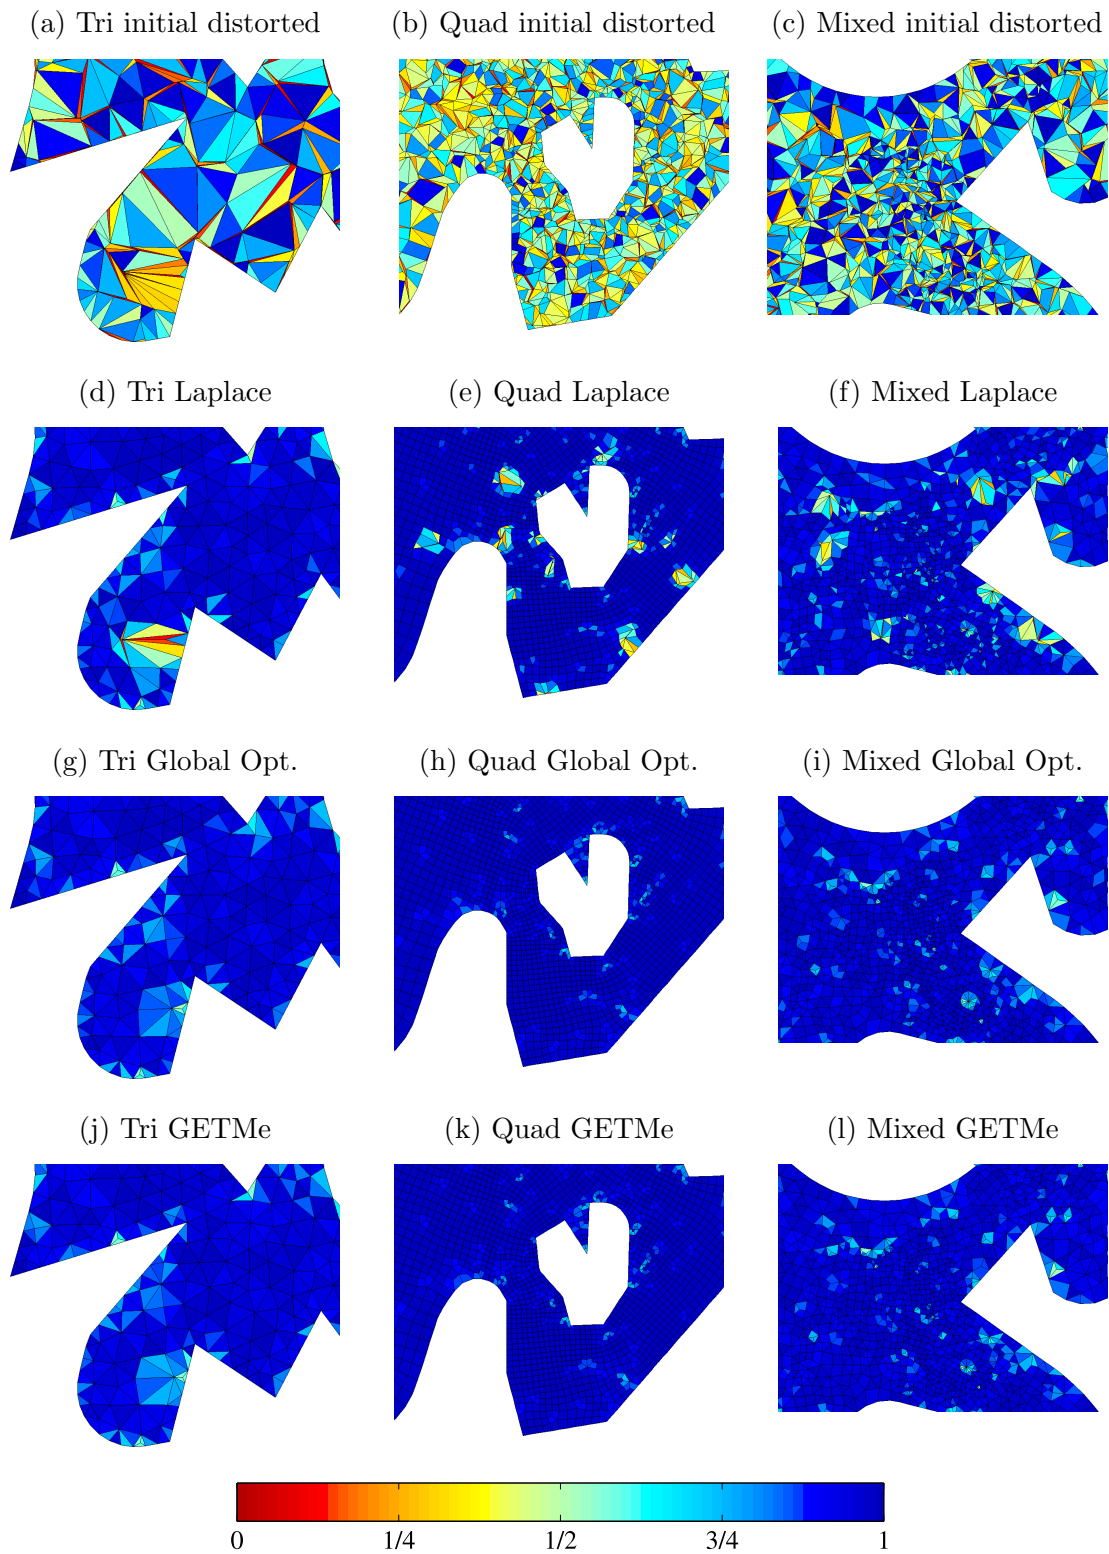 (a) Tri initial distorted
(b) Quad initial distorted
(c) Mixed initial distorted
(d) Tri Laplace
(e) Quad Laplace
(f) Mixed Laplace
(g) Tri Global Opt.
(h) Quad Global Opt.
(i) Mixed Global Opt.
(j) Tri GETMe
(k) Quad GETMe
(l) Mixed GETMe
0 1/4 1/2 3/4 1